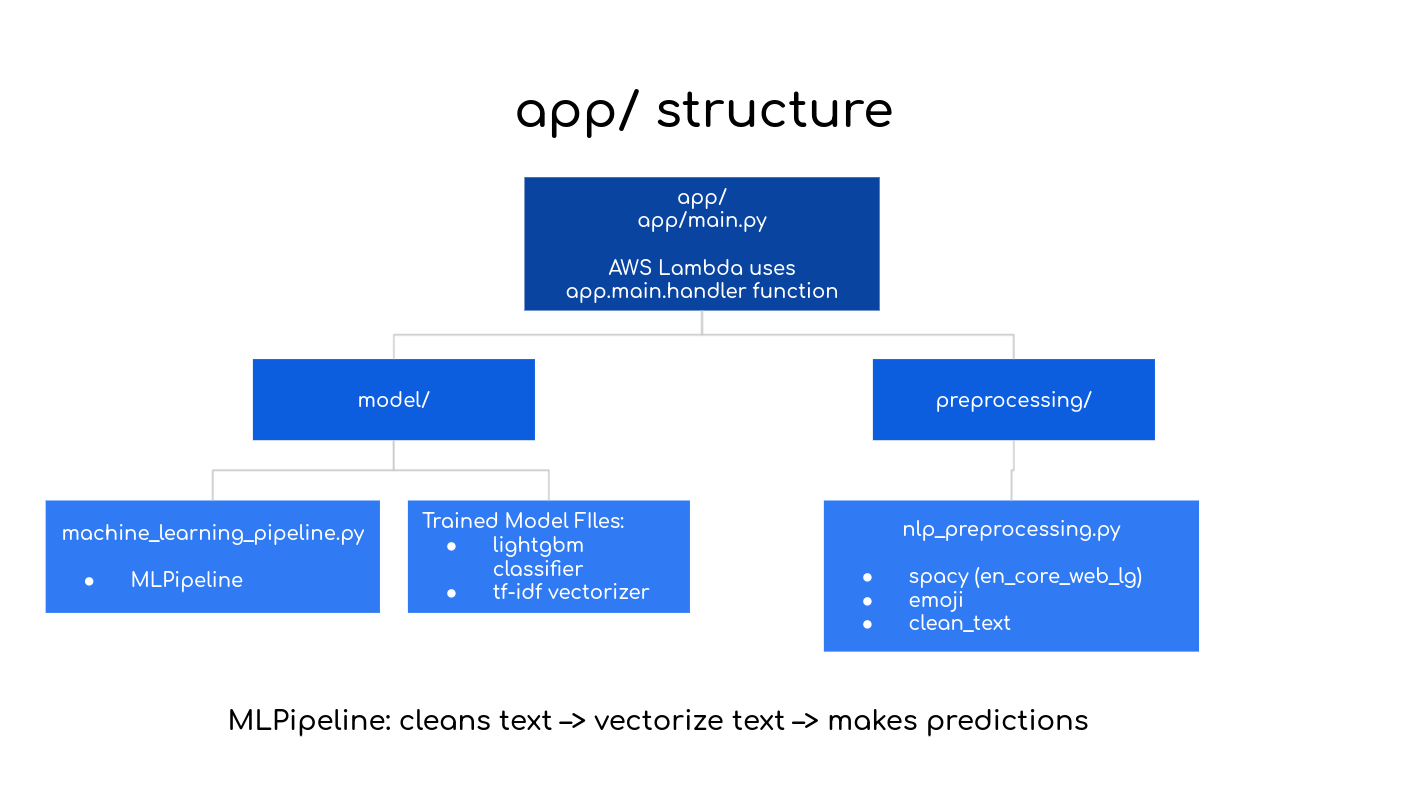 app/ structure
app/
app/main.py
AWS Lambda uses
app.main.handler function
model/
preprocessing/
machine_learning_pipeline.py
● MLPipeline
Trained Model FIles:
● lightgbm
classifier
● tf-idf vectorizer
nlp_preprocessing.py
● spacy (en_core_web_lg)
● emoji
● clean_text
MLPipeline: cleans text –> vectorize text –> makes predictions